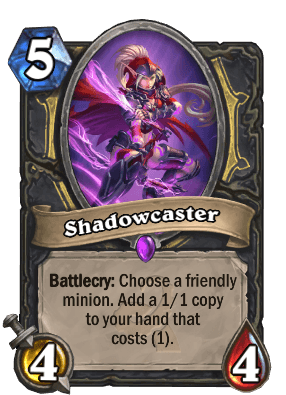 5
Shadowcaster
Battlecry: Choose a friendly
minion. Add a 1/1 copy
to your hand that
costs (1).
4
4